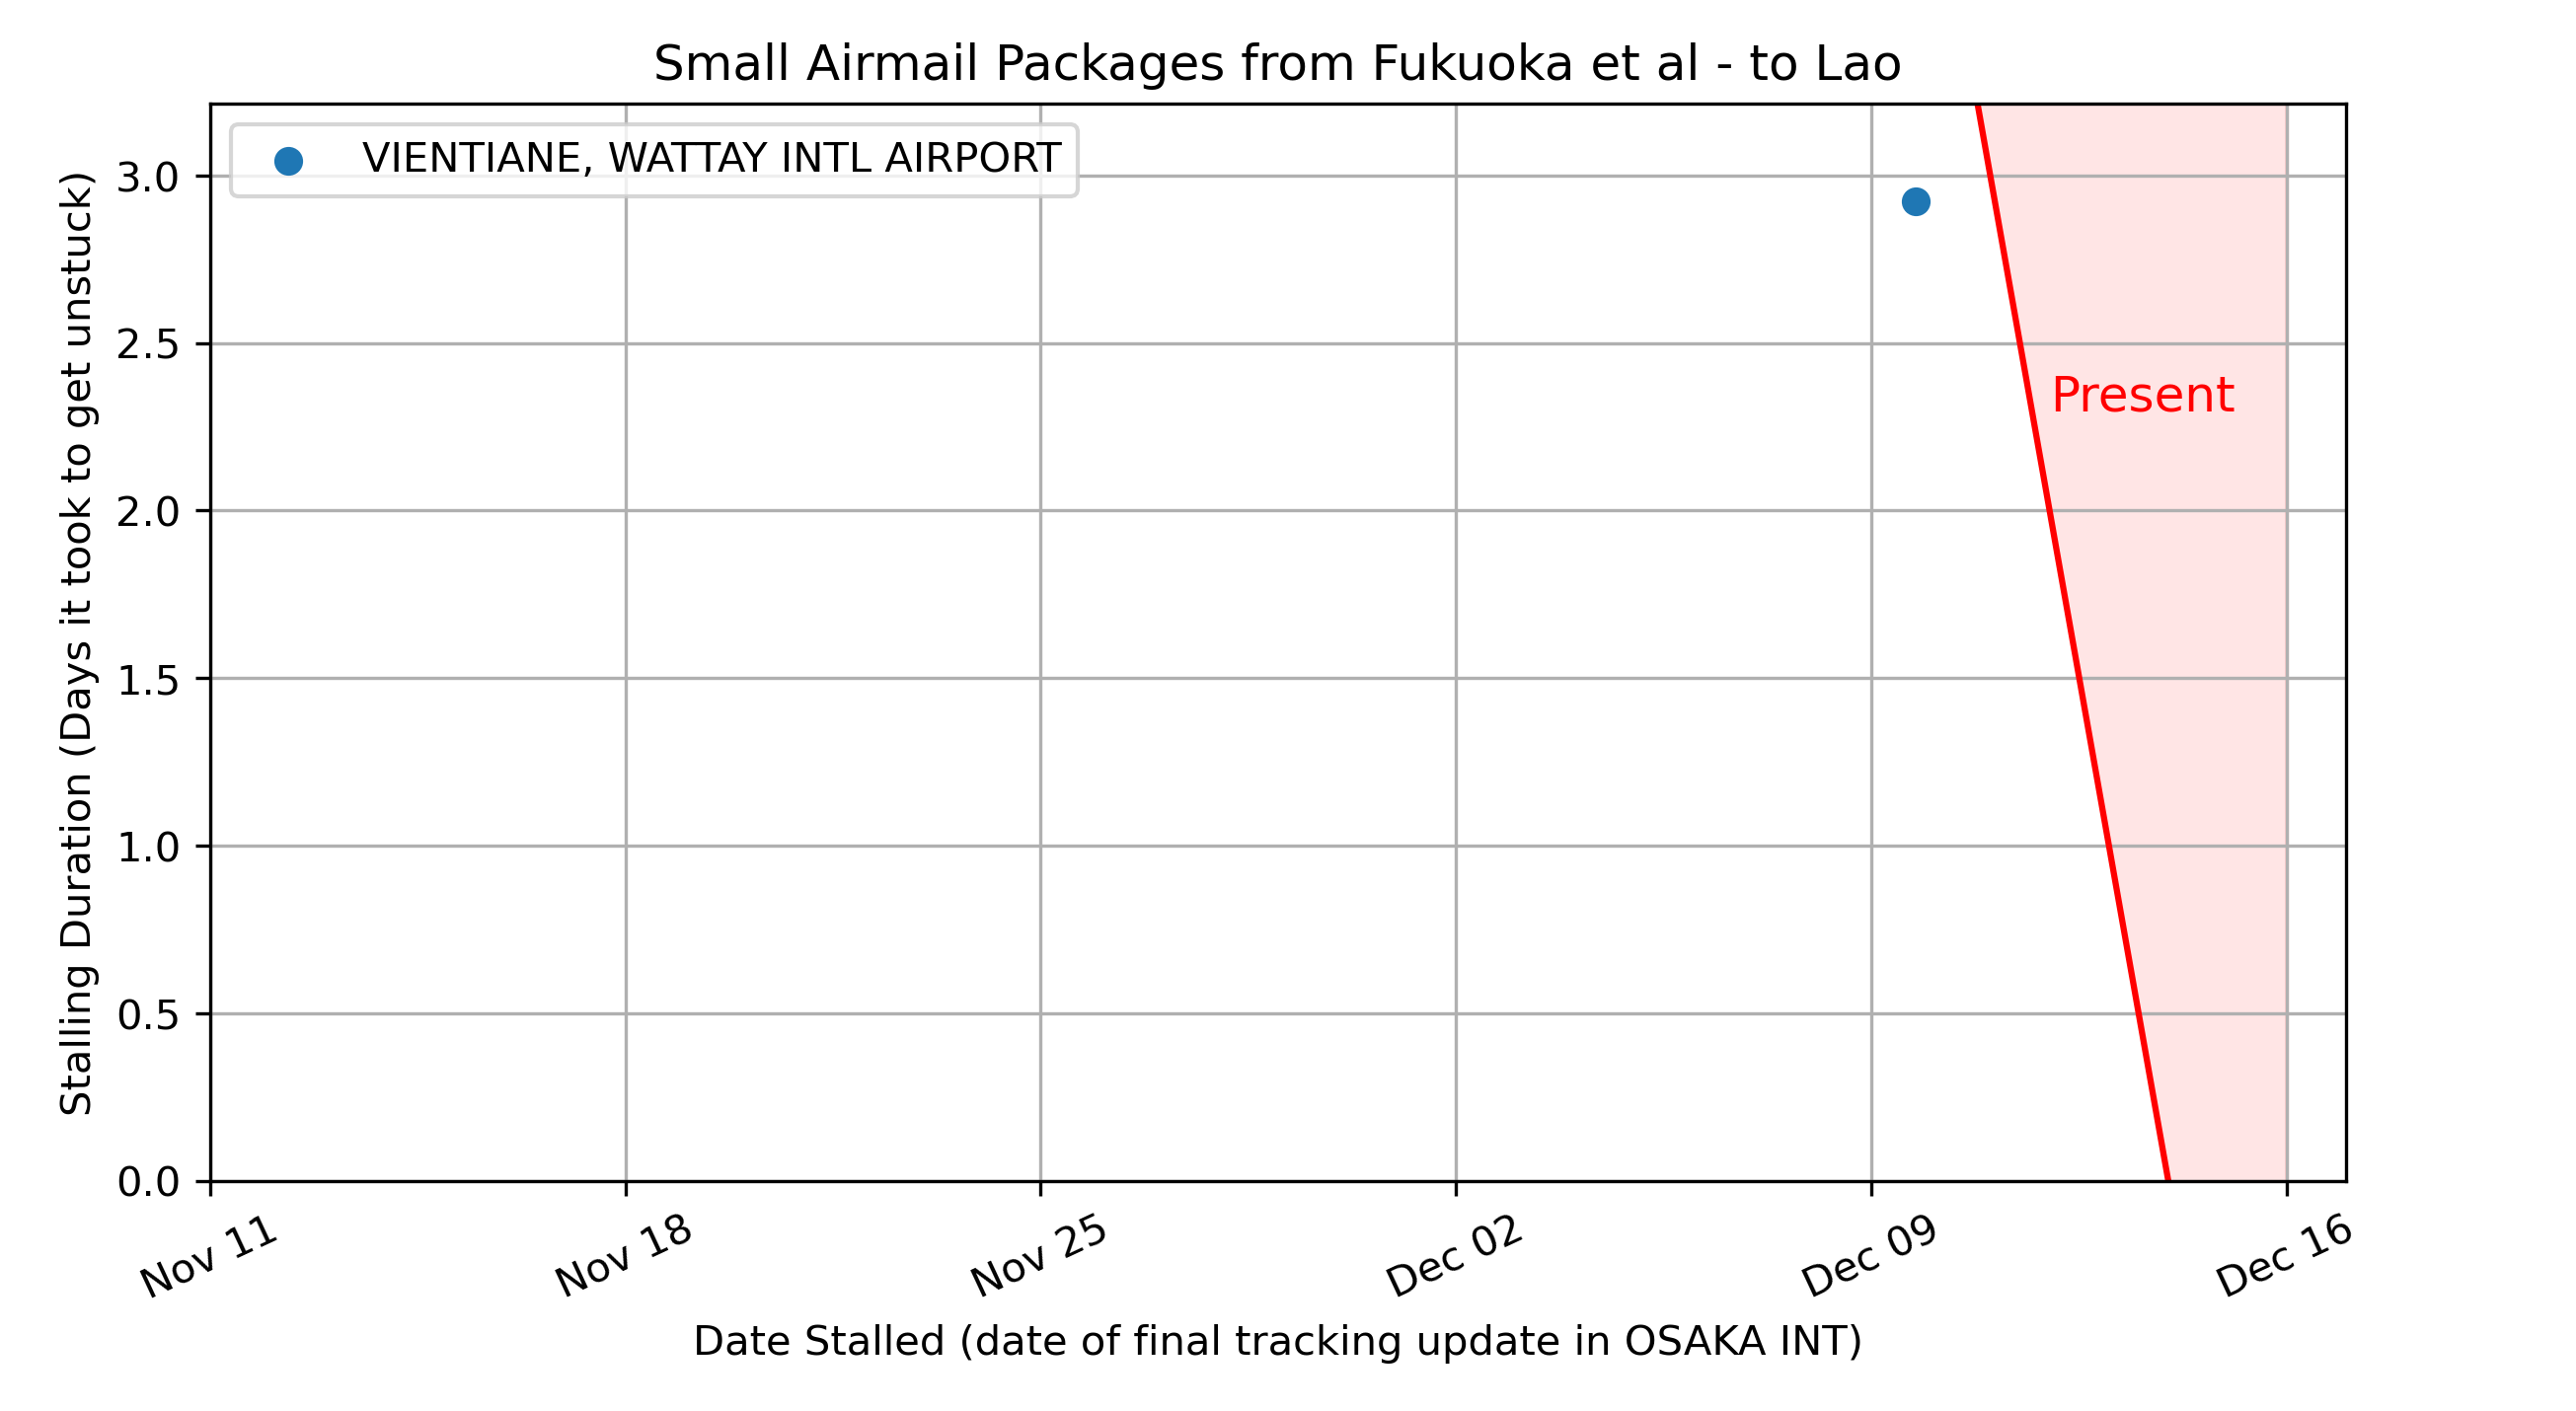 Small Airmail Packages from Fukuoka et al - to Lao
VIENTIANE, WATTAY INTL AIRPORT
Present
Stalling Duration (Days it took to get unstuck)
3.0
2.5
2.0
1.5
1.0
0.5
0.0
Nov 11
Nov 18
Nov 25
Dec 02
Dec 09
Dec 16
Date Stalled (date of final tracking update in OSAKA INT)